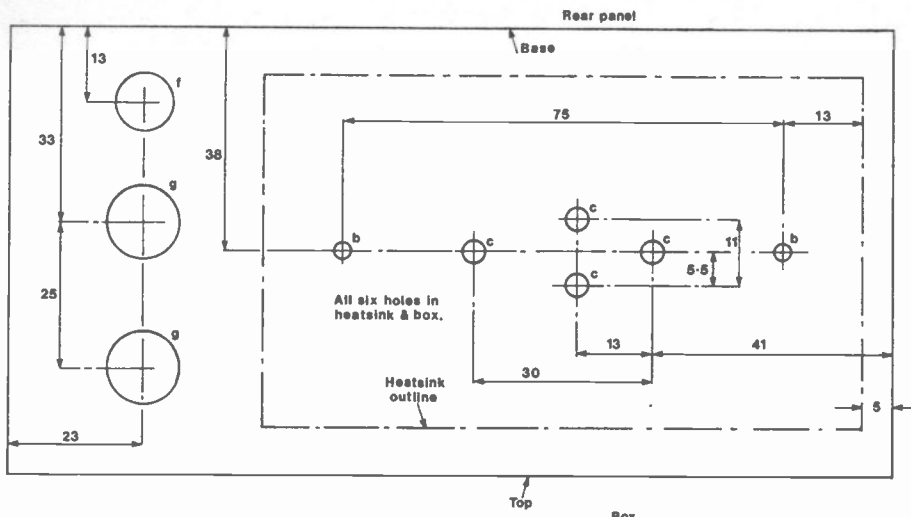 Rear panel
Base
13
f
33
38
75
13
g
b
c
c
c
b
11
5·5
c
25
All six holes in
heatsink & box.
g
13
41
30
Heatsink
outline
5
23
Top